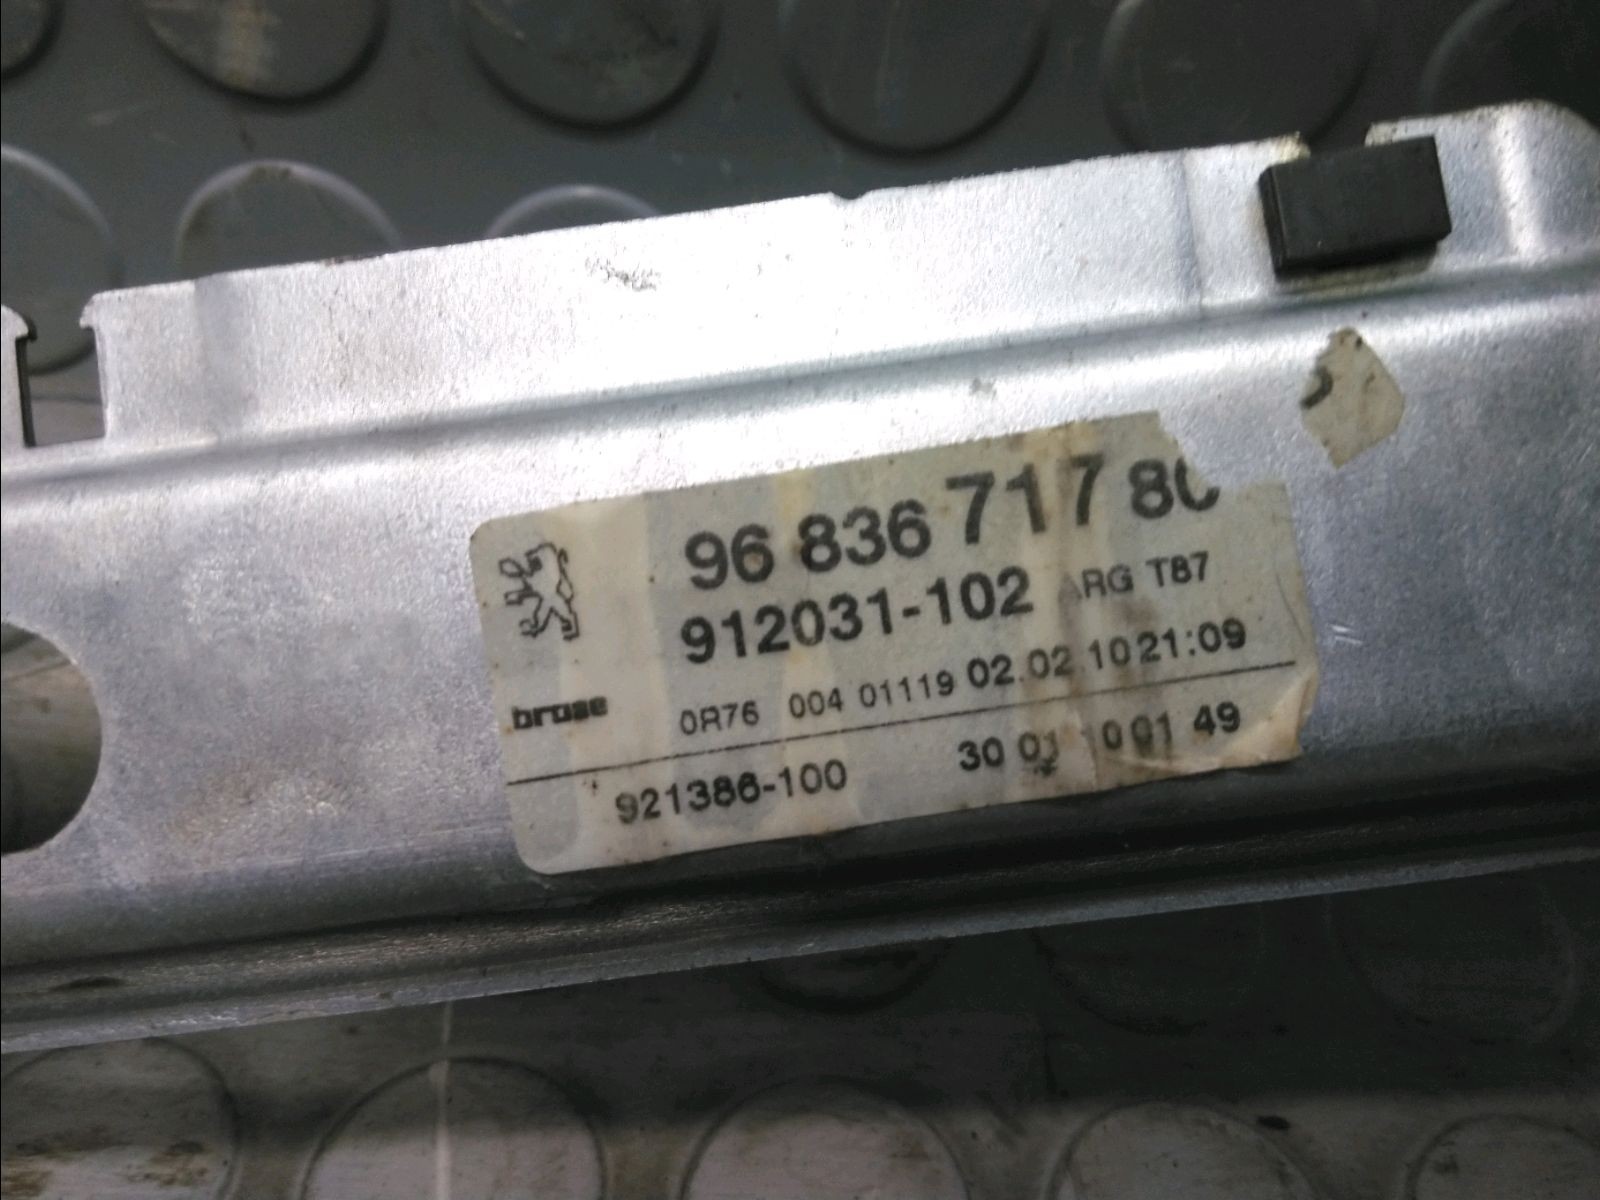 96 836 717 80
912031-102 ARG T87
brose 0R76 004 01119 02.02.10 21:09
921386-100 30 01 10 01 49